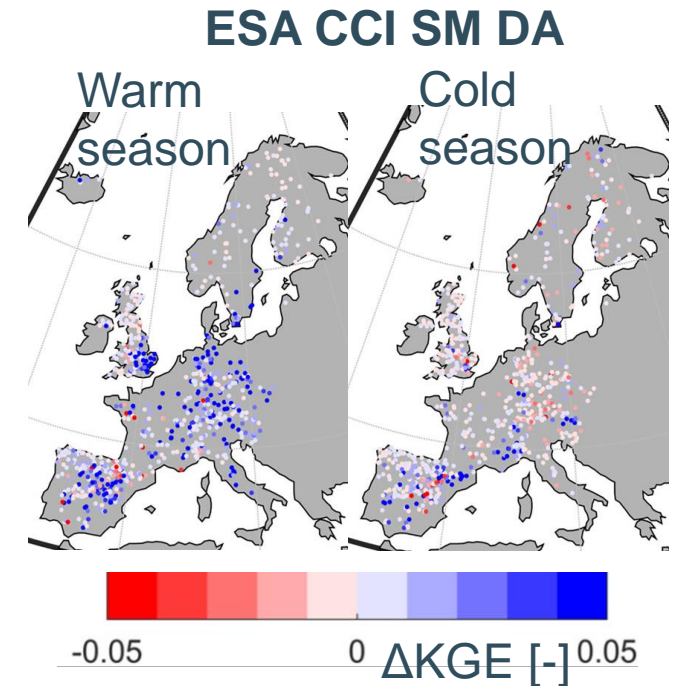 ESA CCI SM DA
Warm
season
Cold
season
-0.05
0
ΔKGE [-]
0.05